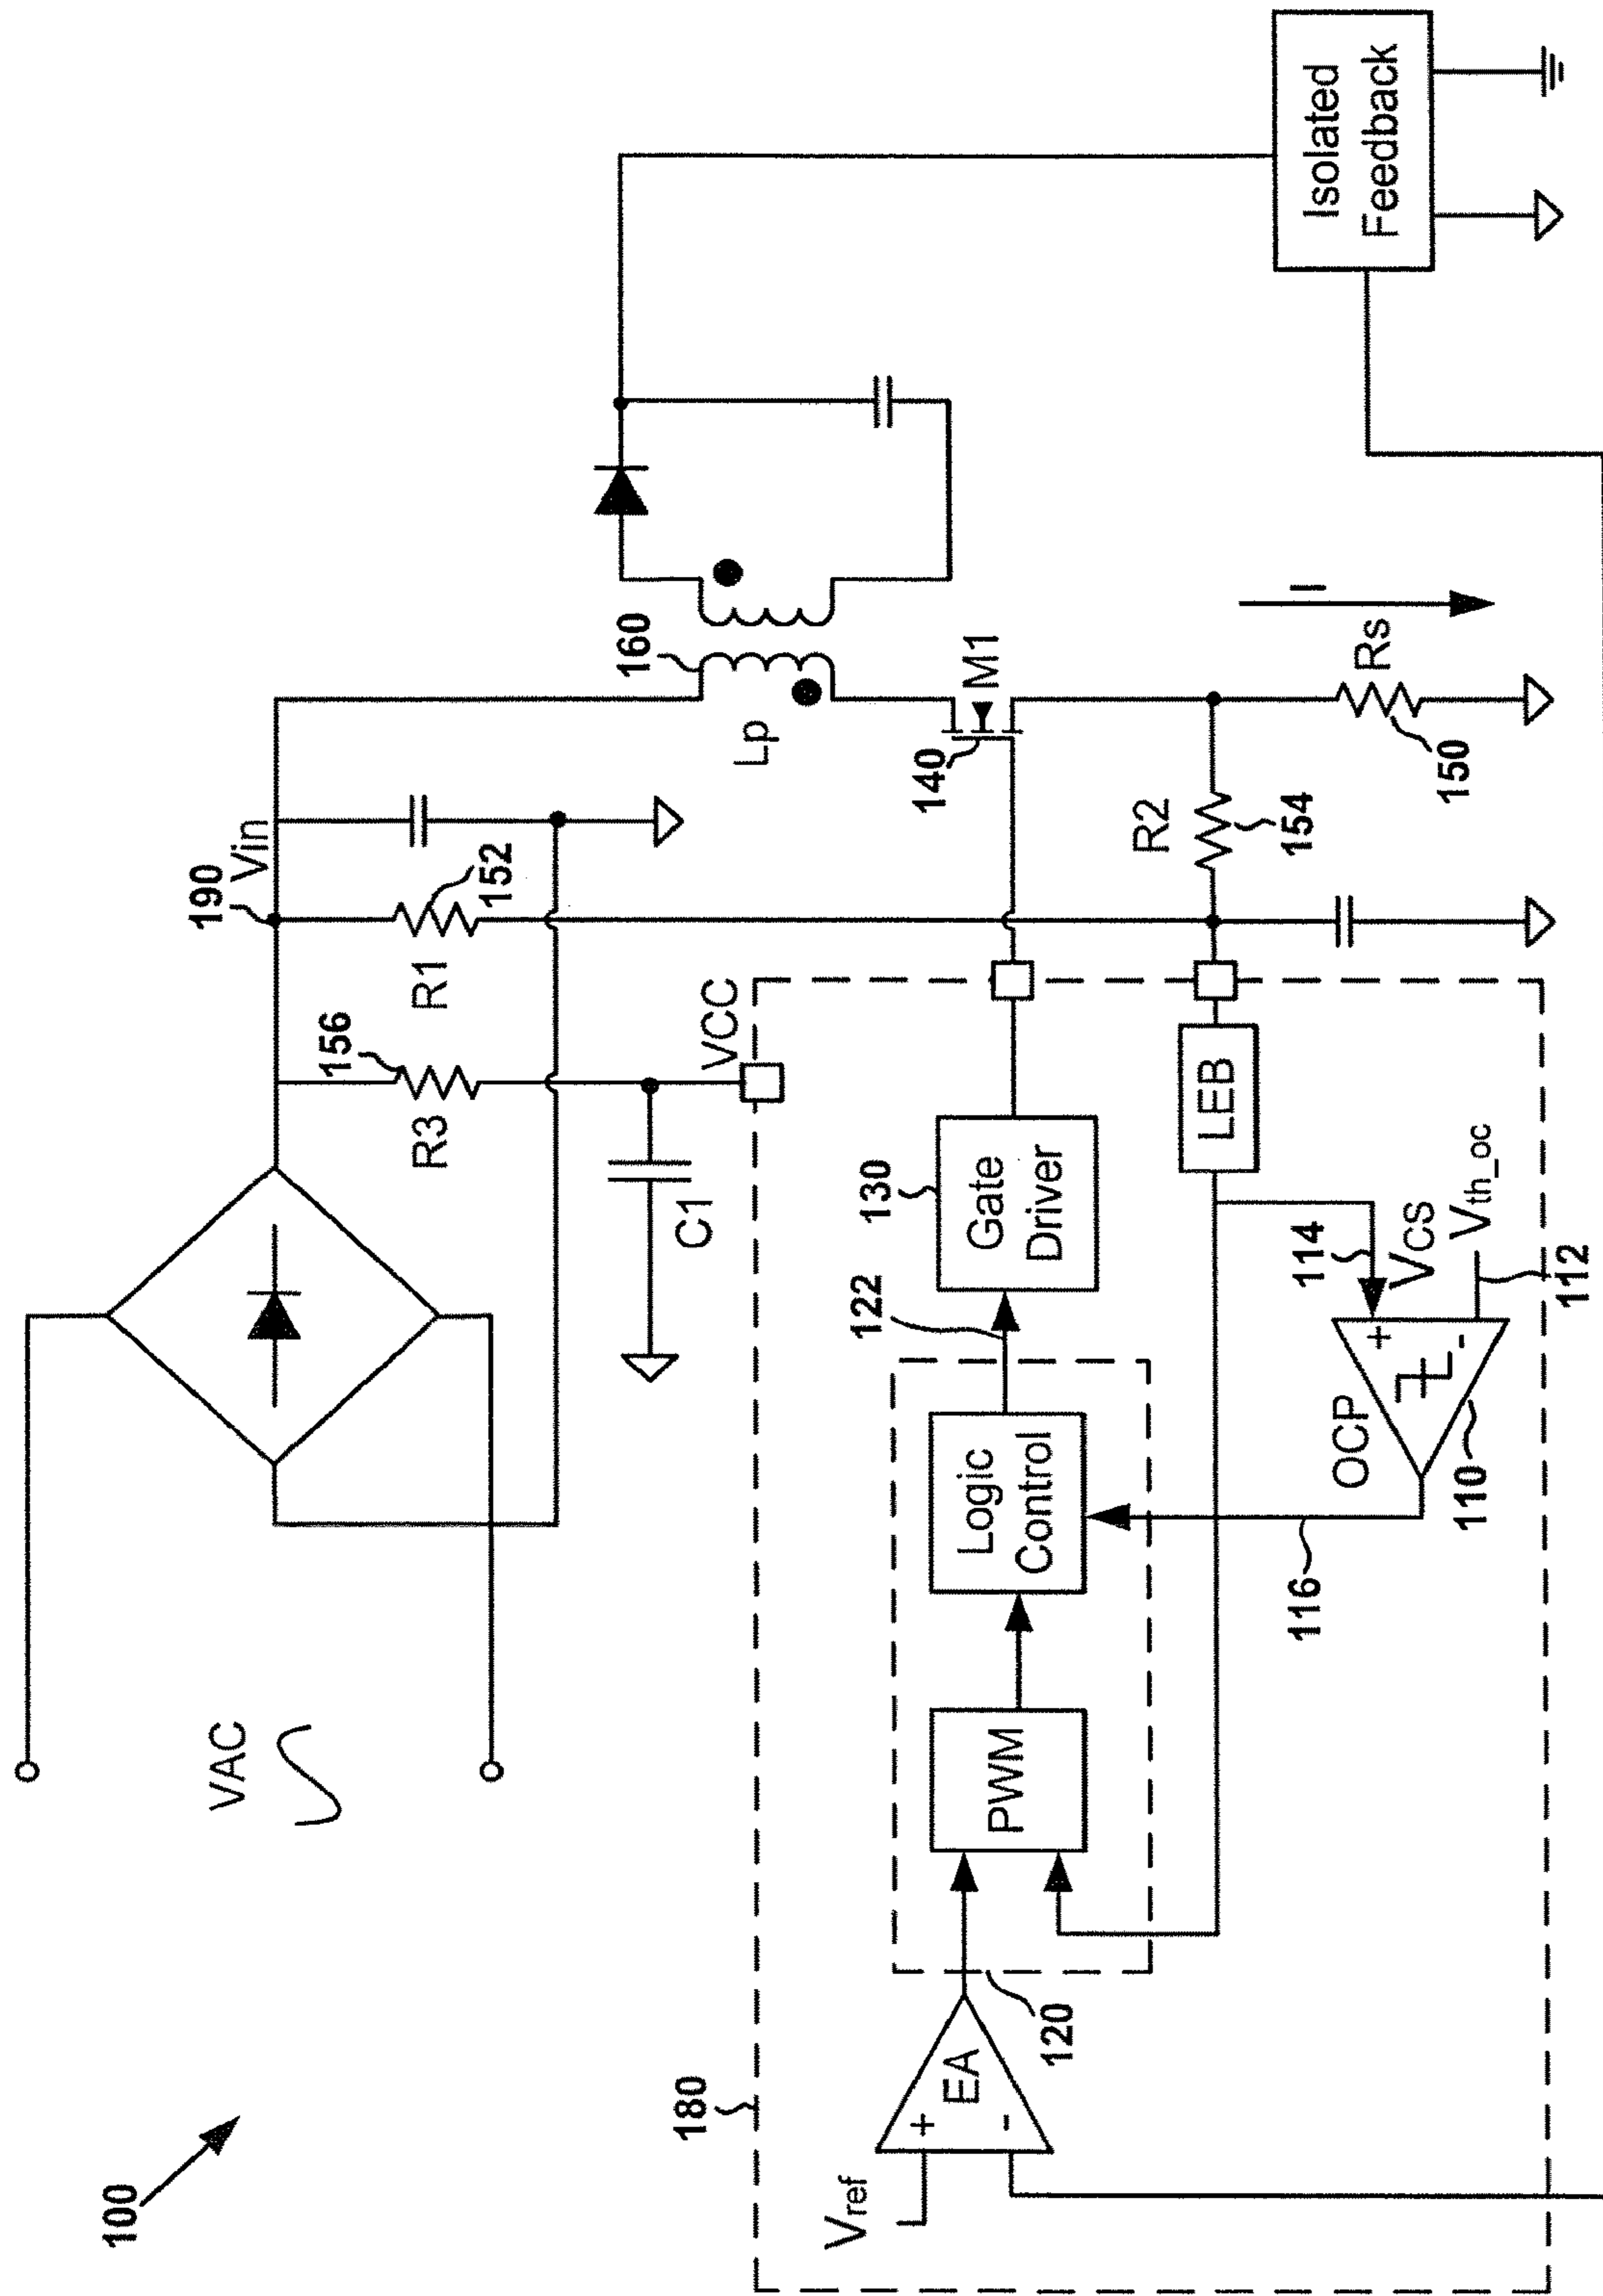 100
VAC
190
Vin
R3
156
R1
152
C1
VCC
Lp
160
180
Vref
+
-
EA
120
PWM
Logic
Control
122
Gate
Driver
130
140
M1
LEB
R2
154
Rs
150
I
116
OCP
110
+
-
114
VCS
Vth_oc
112
Isolated
Feedback